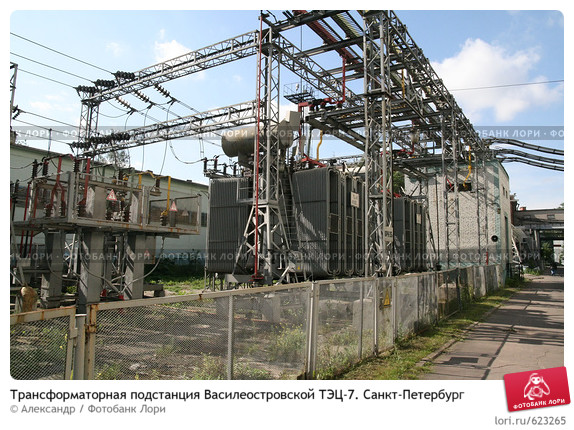 Трансформаторная подстанция Василеостровской ТЭЦ-7. Санкт-Петербург
© Александр / Фотобанк Лори
ФОТОБАНК ЛОРИ
lori.ru/623265